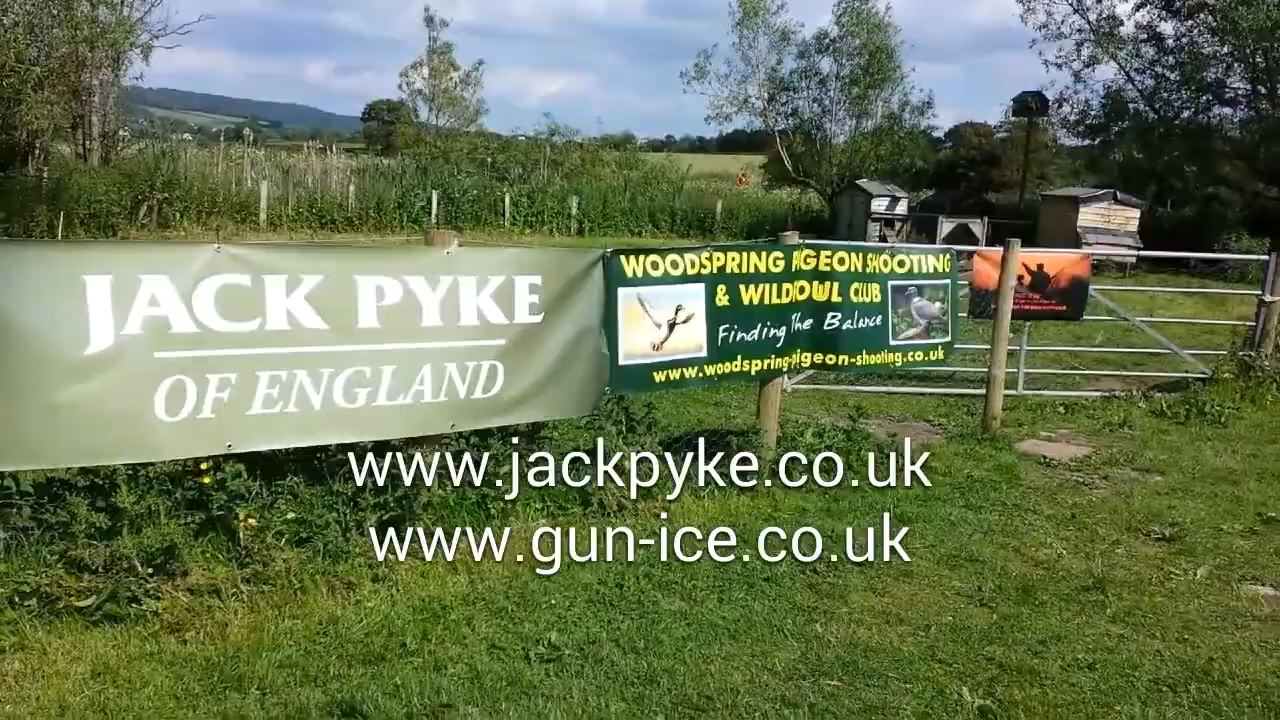 JACK PYKE
OF ENGLAND
WOODSPRING PIGEON SHOOTING
& WILDFOWL CLUB
Finding The Balance
www.woodspring-pigeon-shooting.co.uk
www.jackpyke.co.uk
www.gun-ice.co.uk